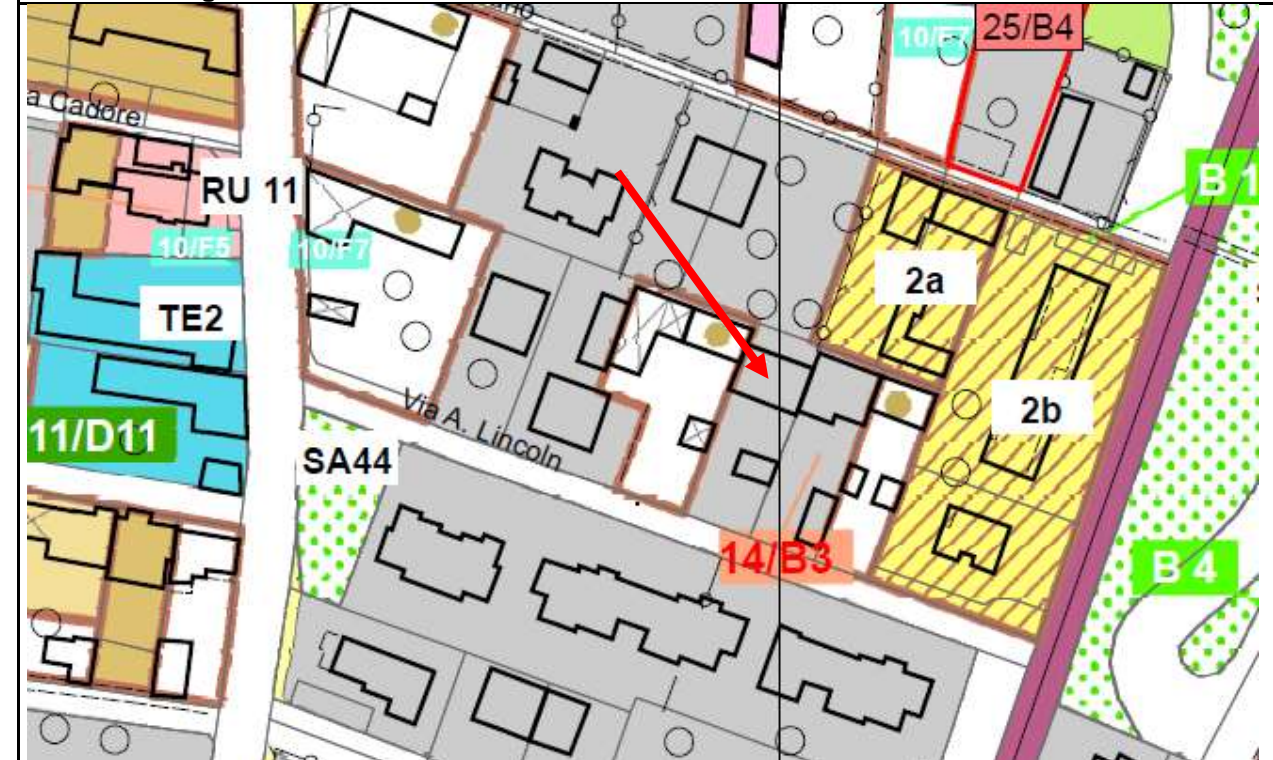 25/B4
10/F7
a Cadore
RU 11
B 1
10/F5
10/F7
2a
TE2
2b
Via A. Lincoln
11/D11
SA44
14/B3
B 4